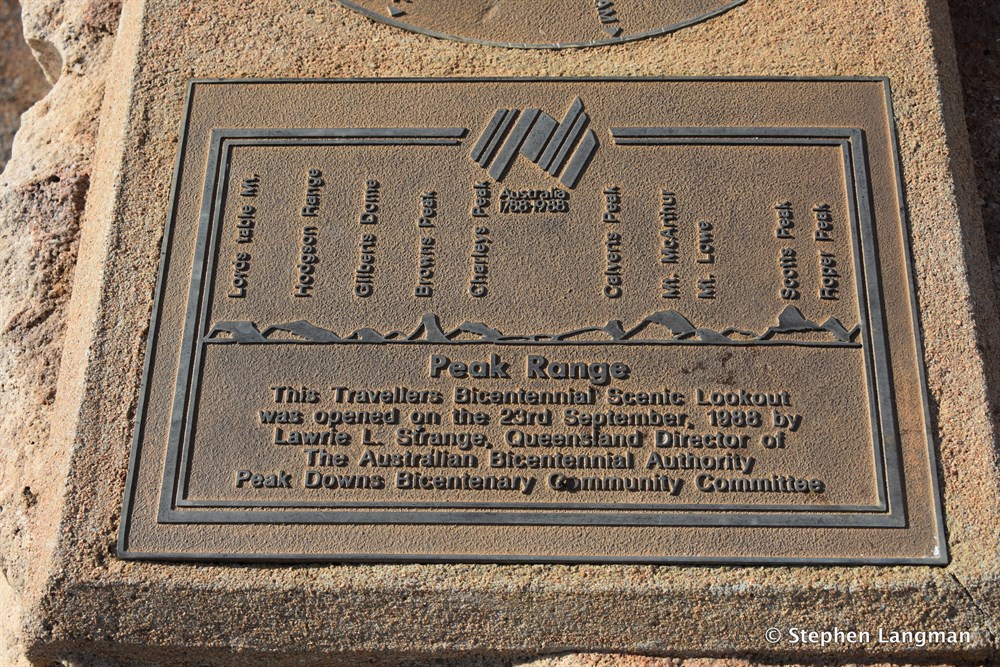 Australia
1788-1988
Lords table Mt.
Hodgson Range
Gilberts Dome
Browns Peak
Charleys Peak
Calverts Peak
Mt. McArthur
Mt. Lowe
Scotts Peak
Roper Peak
Peak Range
This Travellers Bicentennial Scenic Lookout
was opened on the 23rd September, 1988 by
Lawrie L. Strange, Queensland Director of
The Australian Bicentennial Authority
Peak Downs Bicentenary Community Committee
© Stephen Langman